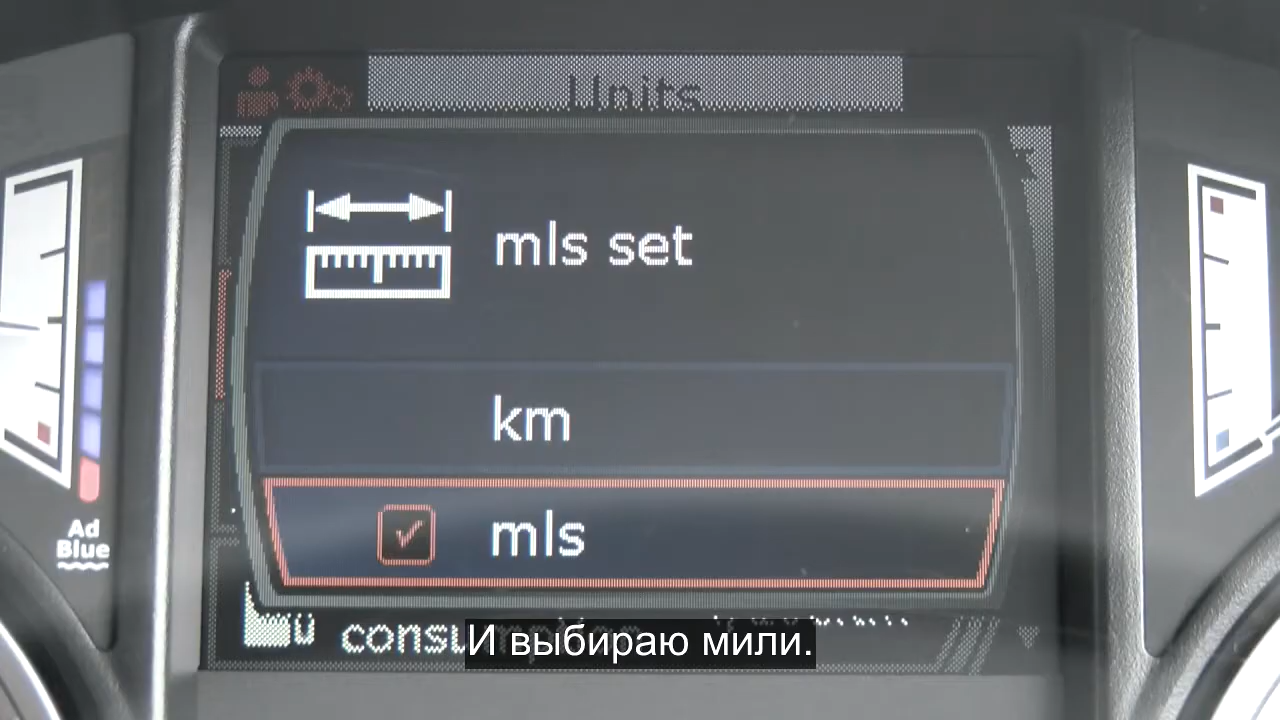 Units
mls set
km
mls
Ad
Blue
И выбираю мили.